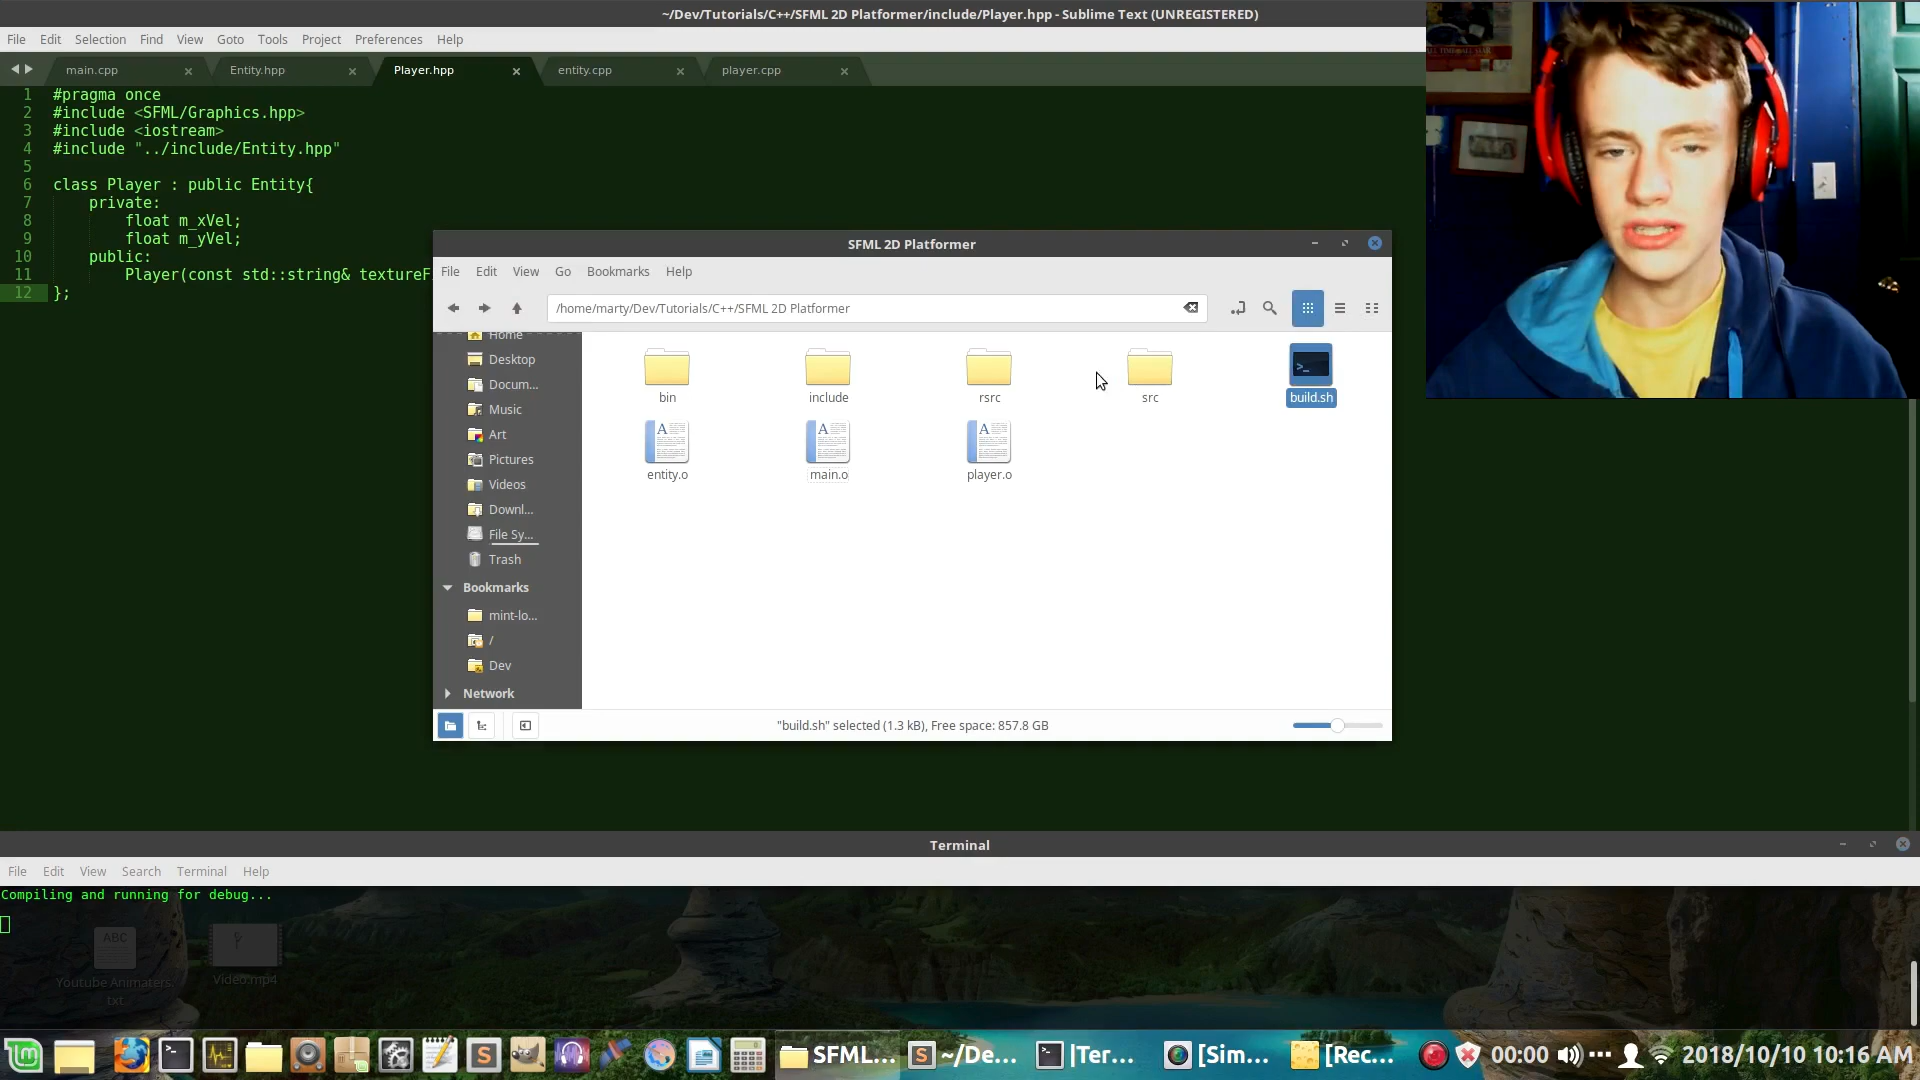 ~/Dev/Tutorials/C++/SFML 2D Platformer/include/Player.hpp - Sublime Text (UNREGISTERED)
File Edit Selection Find View Goto Tools Project Preferences Help
main.cpp Entity.hpp Player.hpp entity.cpp player.cpp
1 #pragma once
2 #include <SFML/Graphics.hpp>
3 #include <iostream>
4 #include "../include/Entity.hpp"
5
6 class Player : public Entity{
7 private:
8 float m_xVel;
9 float m_yVel;
10 public:
11 Player(const std::string& textureF
12 };
SFML 2D Platformer
File Edit View Go Bookmarks Help
/home/marty/Dev/Tutorials/C++/SFML 2D Platformer
Home
Desktop
Docum...
Music
Art
Pictures
Videos
Downl...
File Sy...
Trash
Bookmarks
mint-lo...
/
Dev
Network
bin include rsrc src build.sh
entity.o main.o player.o
"build.sh" selected (1.3 kB), Free space: 857.8 GB
Terminal
File Edit View Search Terminal Help
Compiling and running for debug...
ABC
Youtube Animaters.
txt
Video.mp4
SFML... ~/De... |Ter... [Sim... [Rec... 00:00 2018/10/10 10:16 AM